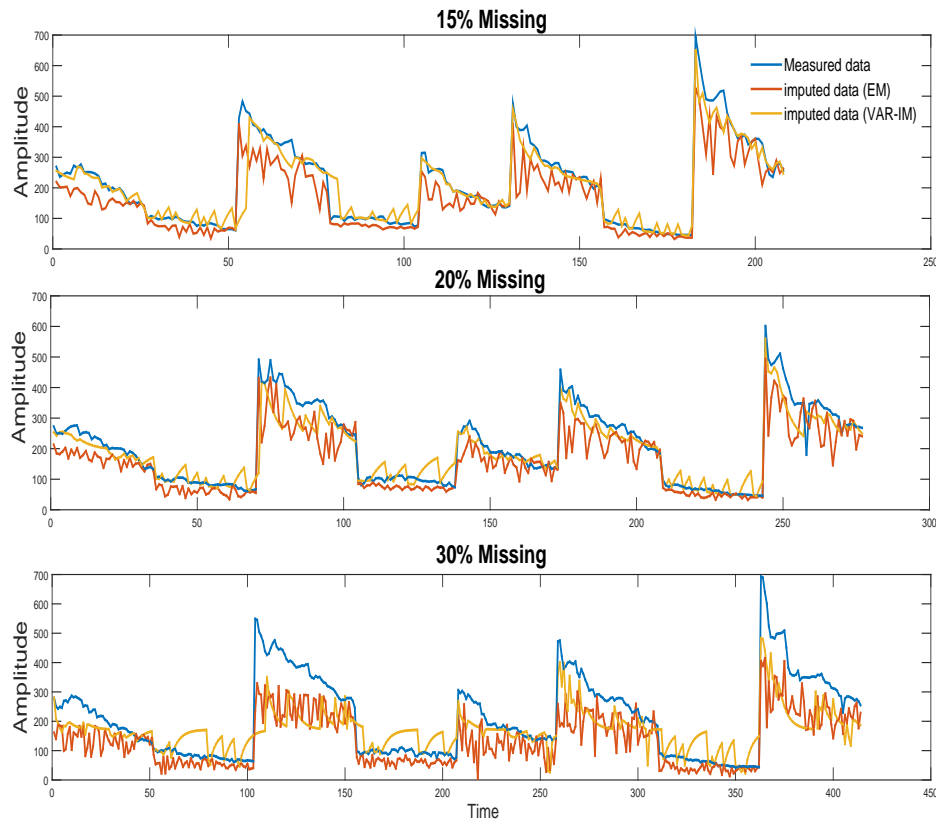 15% Missing
700
600
500
400
300
200
100
0
Amplitude
Measured data
imputed data (EM)
imputed data (VAR-IM)
0 50 100 150 200 250
20% Missing
700
600
500
400
300
200
100
0
Amplitude
0 50 100 150 200 250 300
30% Missing
700
600
500
400
300
200
100
0
Amplitude
0 50 100 150 200 250 300 350 400 450
Time